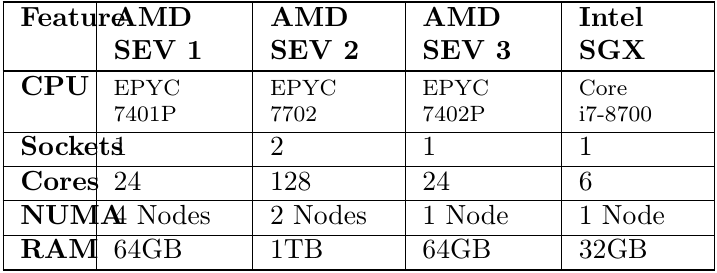 Feature AMD AMD AMD Intel
SEV 1 SEV 2 SEV 3 SGX
CPU EPYC EPYC EPYC Core
7401P 7702 7402P i7-8700
Sockets 1 2 1 1
Cores 24 128 24 6
NUMA 4 Nodes 2 Nodes 1 Node 1 Node
RAM 64GB 1TB 64GB 32GB